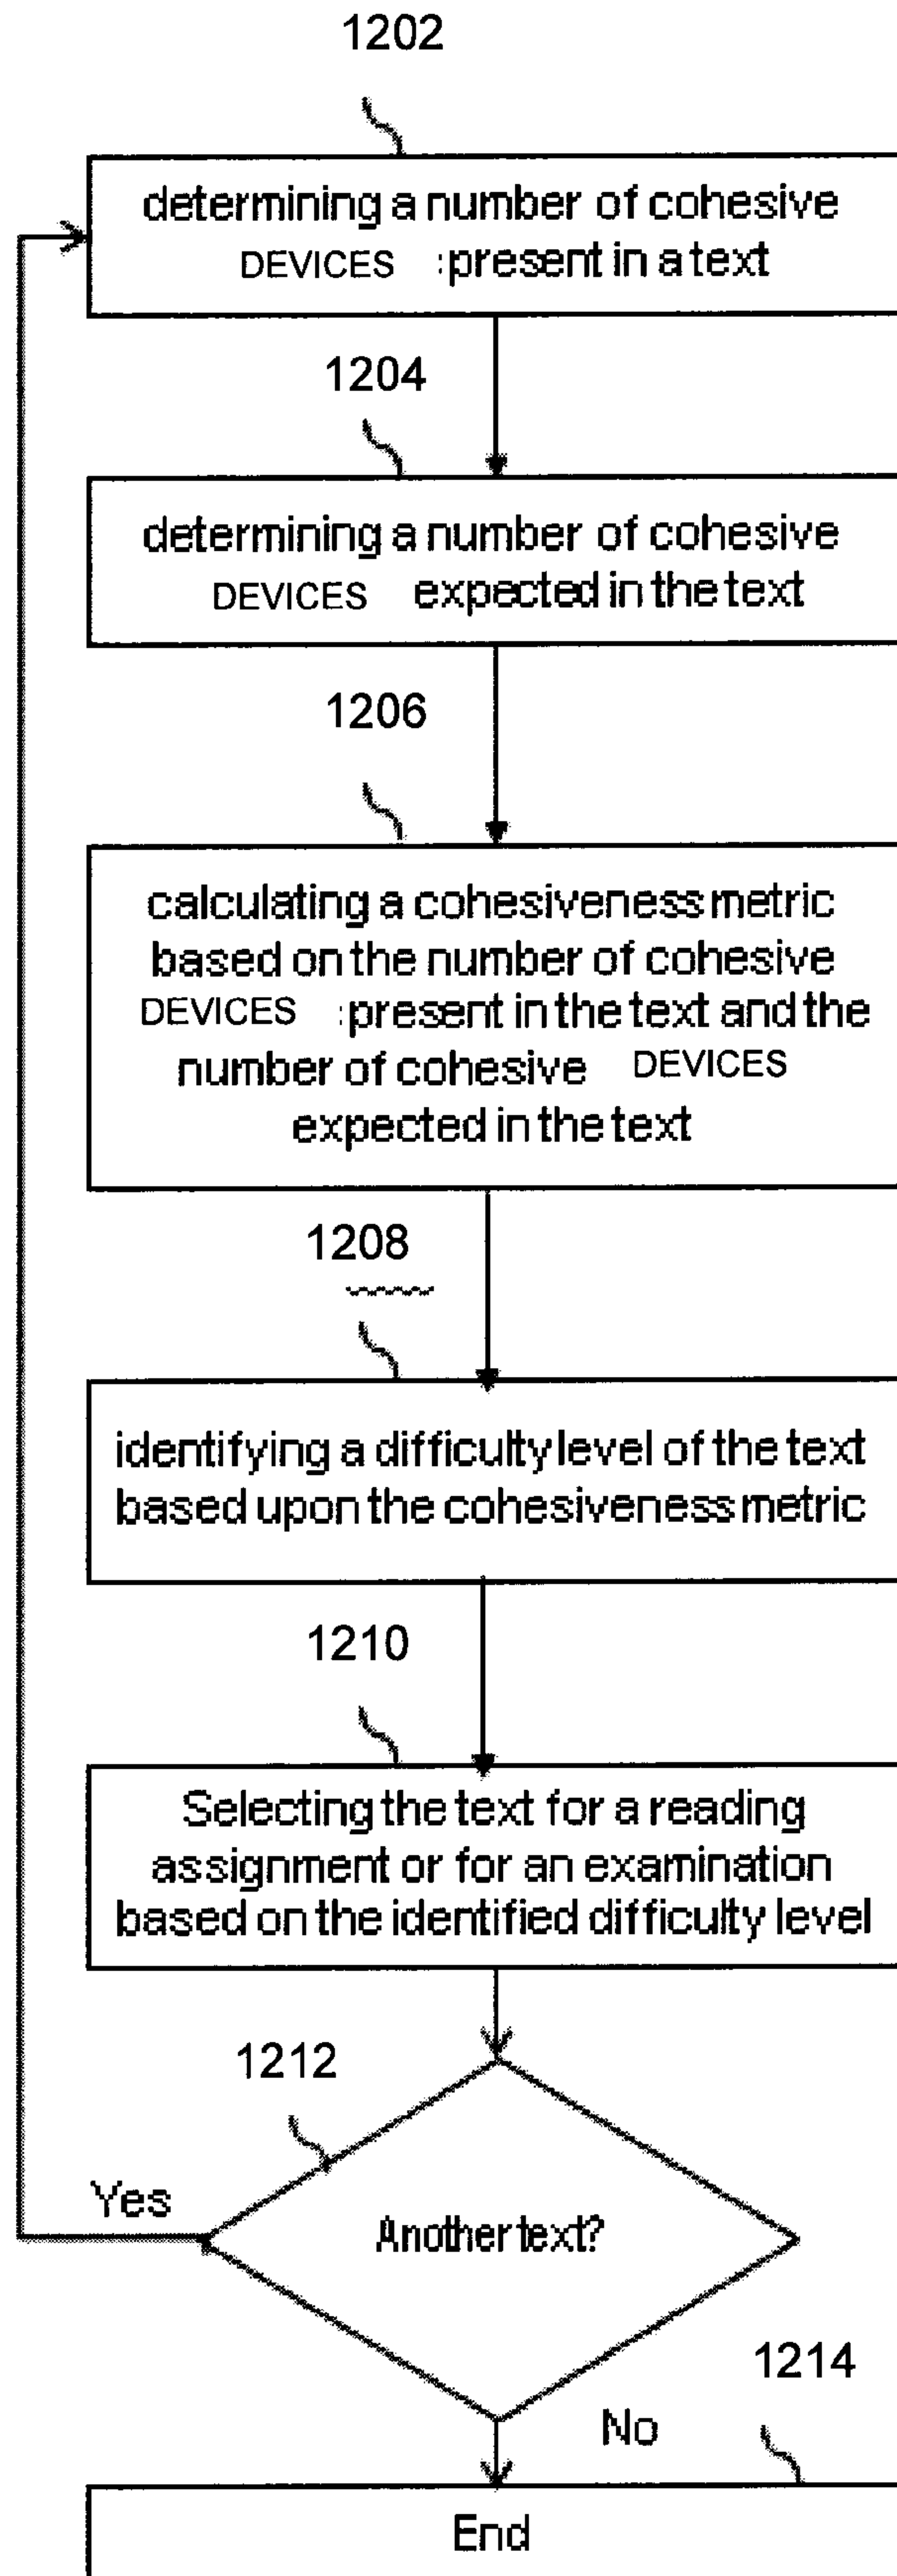 1202
determining a number of cohesive
DEVICES present in a text
1204
determining a number of cohesive
DEVICES expected in the text
1206
calculating a cohesiveness metric
based on the number of cohesive
DEVICES present in the text and the
number of cohesive DEVICES
expected in the text
1208
identifying a difficulty level of the text
based upon the cohesiveness metric
1210
Selecting the text for a reading
assignment or for an examination
based on the identified difficulty level
1212
Yes
Another text?
1214
No
End